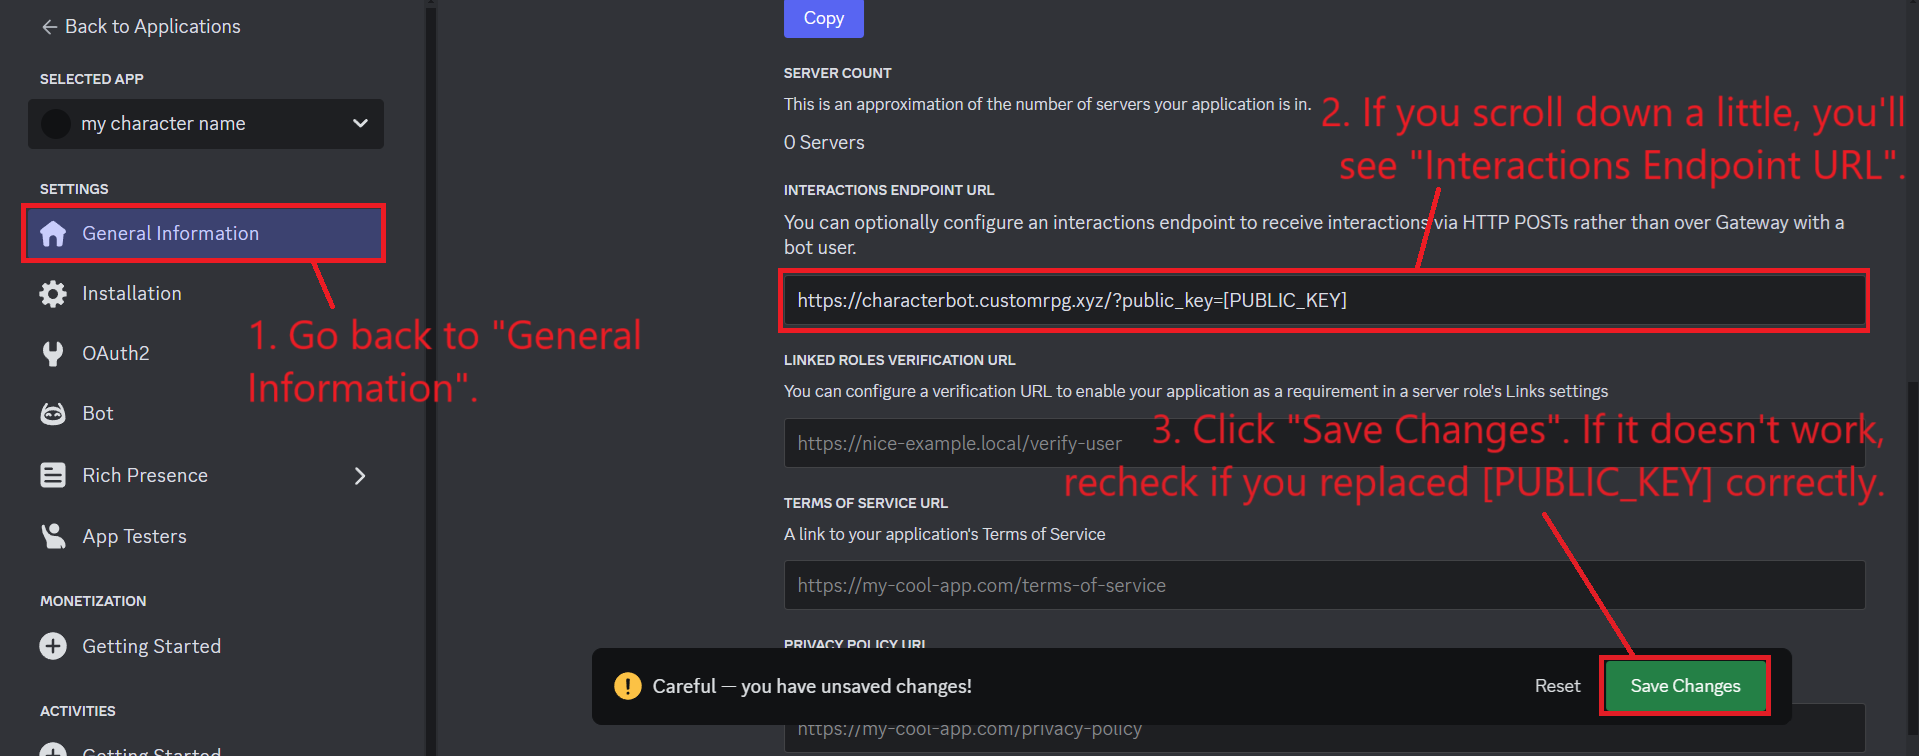 Back to Applications
SELECTED APP
my character name
SETTINGS
General Information
Installation
OAuth2
Bot
Rich Presence
App Testers
MONETIZATION
Getting Started
ACTIVITIES
Getting Started
1. Go back to "General
Information".
Copy
SERVER COUNT
This is an approximation of the number of servers your application is in.
0 Servers
2. If you scroll down a little, you'll
see "Interactions Endpoint URL".
INTERACTIONS ENDPOINT URL
You can optionally configure an interactions endpoint to receive interactions via HTTP POSTs rather than over Gateway with a
bot user.
https://characterbot.customrpg.xyz/?public_key=[PUBLIC_KEY]
LINKED ROLES VERIFICATION URL
You can configure a verification URL to enable your application as a requirement in a server role's Links settings
https://nice-example.local/verify-user
3. Click "Save Changes". If it doesn't work,
recheck if you replaced [PUBLIC_KEY] correctly.
TERMS OF SERVICE URL
A link to your application's Terms of Service
https://my-cool-app.com/terms-of-service
PRIVACY POLICY URL
Careful — you have unsaved changes!
Reset
Save Changes
https://my-cool-app.com/privacy-policy